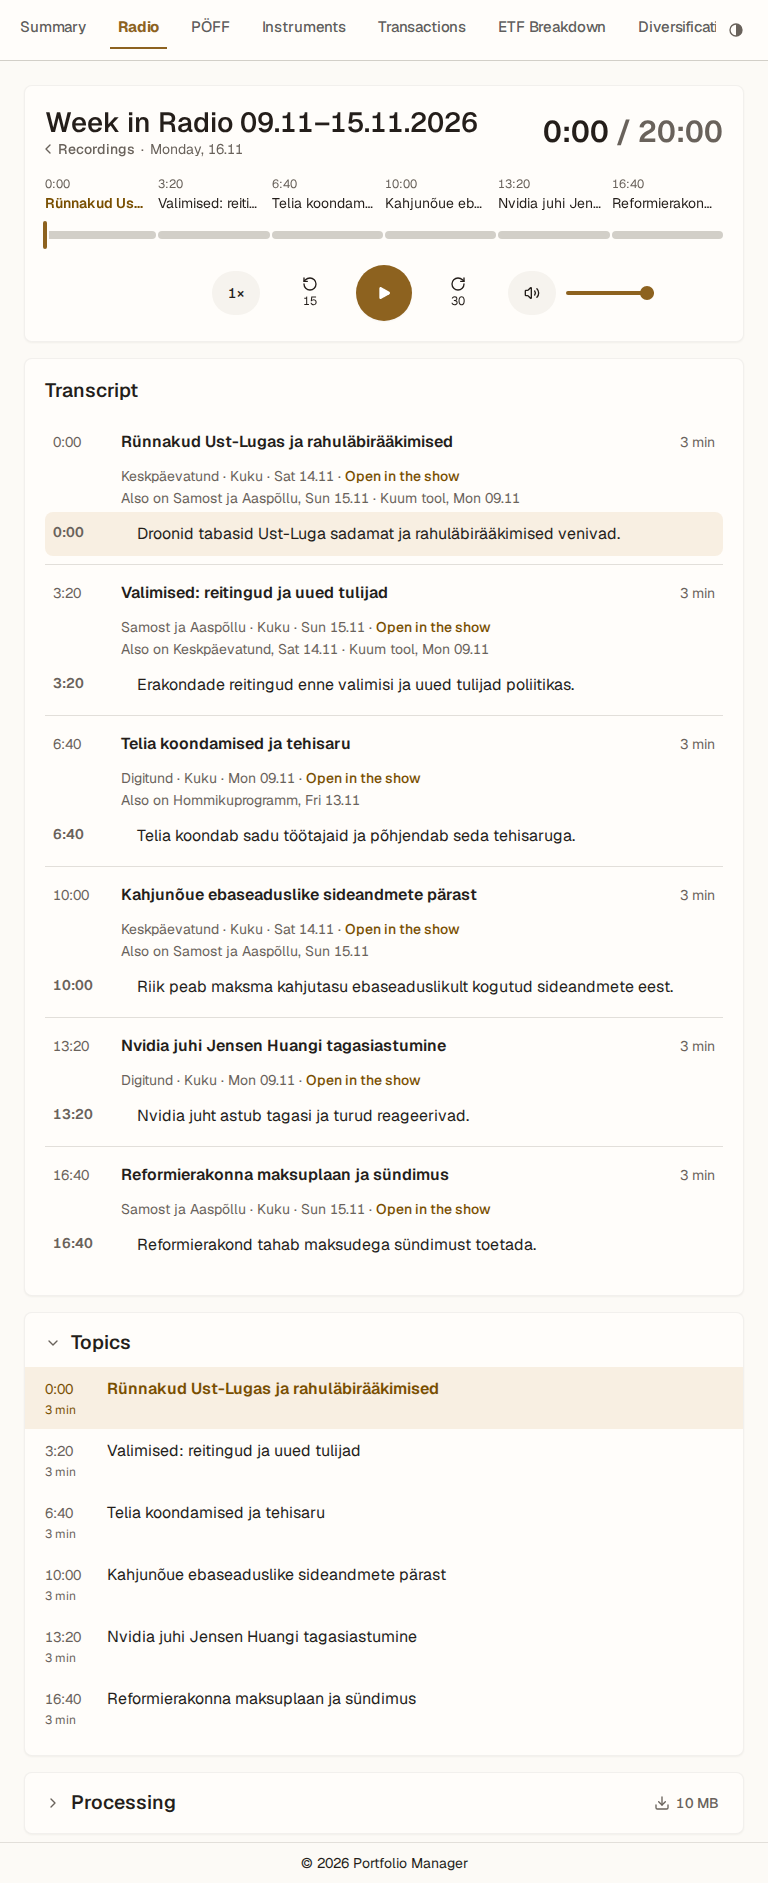 Summary Radio PÖFF Instruments Transactions ETF Breakdown Diversificati
Week in Radio 09.11–15.11.2026
0:00 / 20:00
Recordings · Monday, 16.11
0:00 3:20 6:40 10:00 13:20 16:40
Rünnakud Us... Valimised: reiti... Telia koondam... Kahjunõue eb... Nvidia juhi Jen... Reformierakon...
1× 15 30
Transcript
0:00 Rünnakud Ust-Lugas ja rahuläbirääkimised 3 min
Keskpäevatund · Kuku · Sat 14.11 · Open in the show
Also on Samost ja Aaspõllu, Sun 15.11 · Kuum tool, Mon 09.11
0:00 Droonid tabasid Ust-Luga sadamat ja rahuläbirääkimised venivad.
3:20 Valimised: reitingud ja uued tulijad 3 min
Samost ja Aaspõllu · Kuku · Sun 15.11 · Open in the show
Also on Keskpäevatund, Sat 14.11 · Kuum tool, Mon 09.11
3:20 Erakondade reitingud enne valimisi ja uued tulijad poliitikas.
6:40 Telia koondamised ja tehisaru 3 min
Digitund · Kuku · Mon 09.11 · Open in the show
Also on Hommikuprogramm, Fri 13.11
6:40 Telia koondab sadu töötajaid ja põhjendab seda tehisaruga.
10:00 Kahjunõue ebaseaduslike sideandmete pärast 3 min
Keskpäevatund · Kuku · Sat 14.11 · Open in the show
Also on Samost ja Aaspõllu, Sun 15.11
10:00 Riik peab maksma kahjutasu ebaseaduslikult kogutud sideandmete eest.
13:20 Nvidia juhi Jensen Huangi tagasiastumine 3 min
Digitund · Kuku · Mon 09.11 · Open in the show
13:20 Nvidia juht astub tagasi ja turud reageerivad.
16:40 Reformierakonna maksuplaan ja sündimus 3 min
Samost ja Aaspõllu · Kuku · Sun 15.11 · Open in the show
16:40 Reformierakond tahab maksudega sündimust toetada.
Topics
0:00 Rünnakud Ust-Lugas ja rahuläbirääkimised
3 min
3:20 Valimised: reitingud ja uued tulijad
3 min
6:40 Telia koondamised ja tehisaru
3 min
10:00 Kahjunõue ebaseaduslike sideandmete pärast
3 min
13:20 Nvidia juhi Jensen Huangi tagasiastumine
3 min
16:40 Reformierakonna maksuplaan ja sündimus
3 min
Processing 10 MB
© 2026 Portfolio Manager